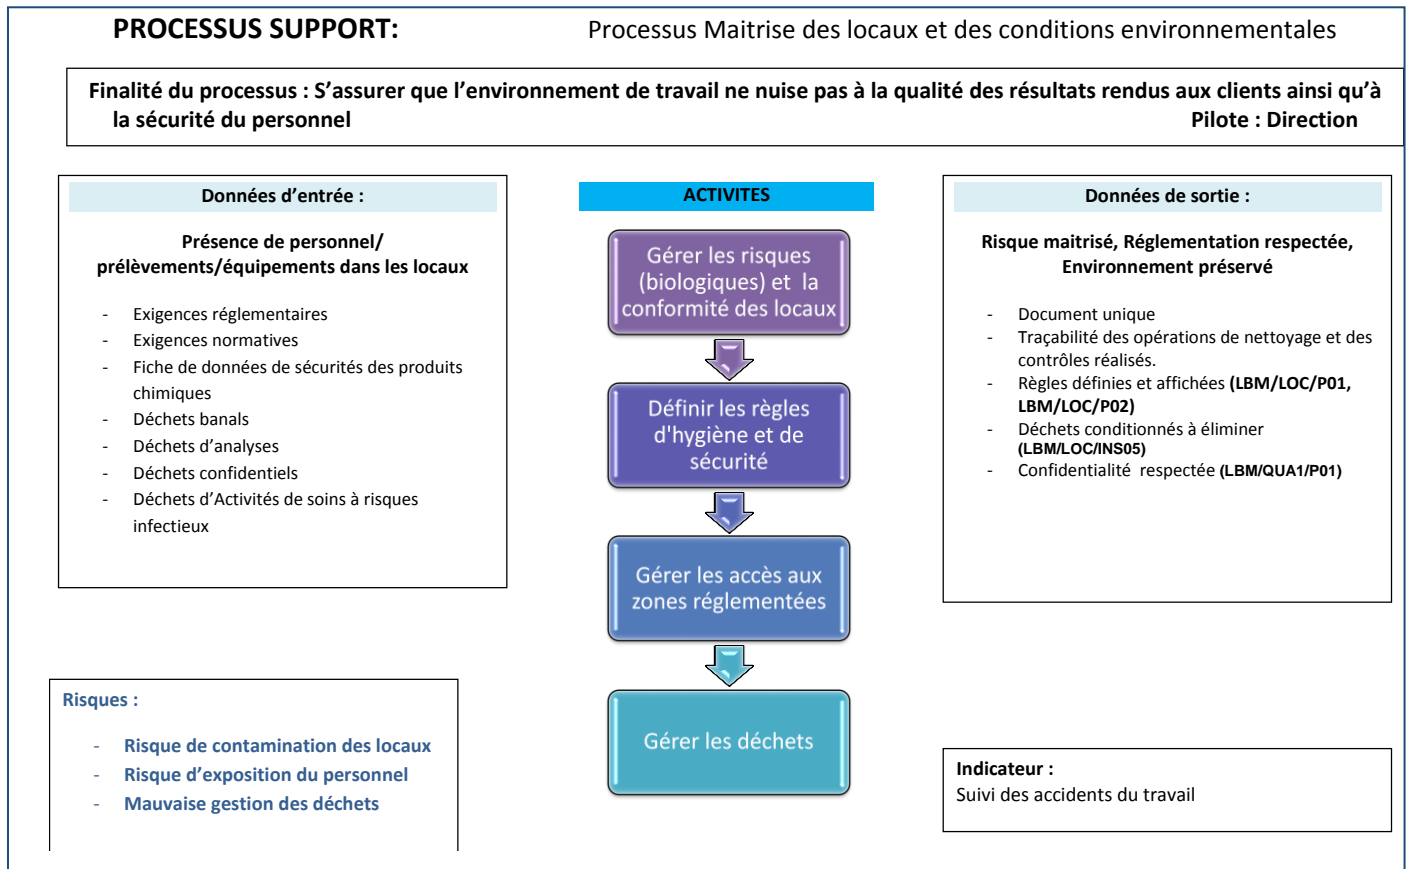 PROCESSUS SUPPORT: Processus Maitrise des locaux et des conditions environnementales
Finalité du processus : S’assurer que l’environnement de travail ne nuise pas à la qualité des résultats rendus aux clients ainsi qu’à
la sécurité du personnel Pilote : Direction
Données d’entrée :
Présence de personnel/
prélèvements/équipements dans les locaux
- Exigences réglementaires
- Exigences normatives
- Fiche de données de sécurités des produits
chimiques
- Déchets banals
- Déchets d’analyses
- Déchets confidentiels
- Déchets d’Activités de soins à risques
infectieux
ACTIVITES
Gérer les risques
(biologiques) et la
conformité des locaux
Définir les règles
d'hygiène et de
sécurité
Gérer les accès aux
zones réglementées
Gérer les déchets
Données de sortie :
Risque maitrisé, Réglementation respectée,
Environnement préservé
- Document unique
- Traçabilité des opérations de nettoyage et des
contrôles réalisés.
- Règles définies et affichées (LBM/LOC/P01,
LBM/LOC/P02)
- Déchets conditionnés à éliminer
(LBM/LOC/INS05)
- Confidentialité respectée (LBM/QUA1/P01)
Risques :
- Risque de contamination des locaux
- Risque d’exposition du personnel
- Mauvaise gestion des déchets
Indicateur :
Suivi des accidents du travail